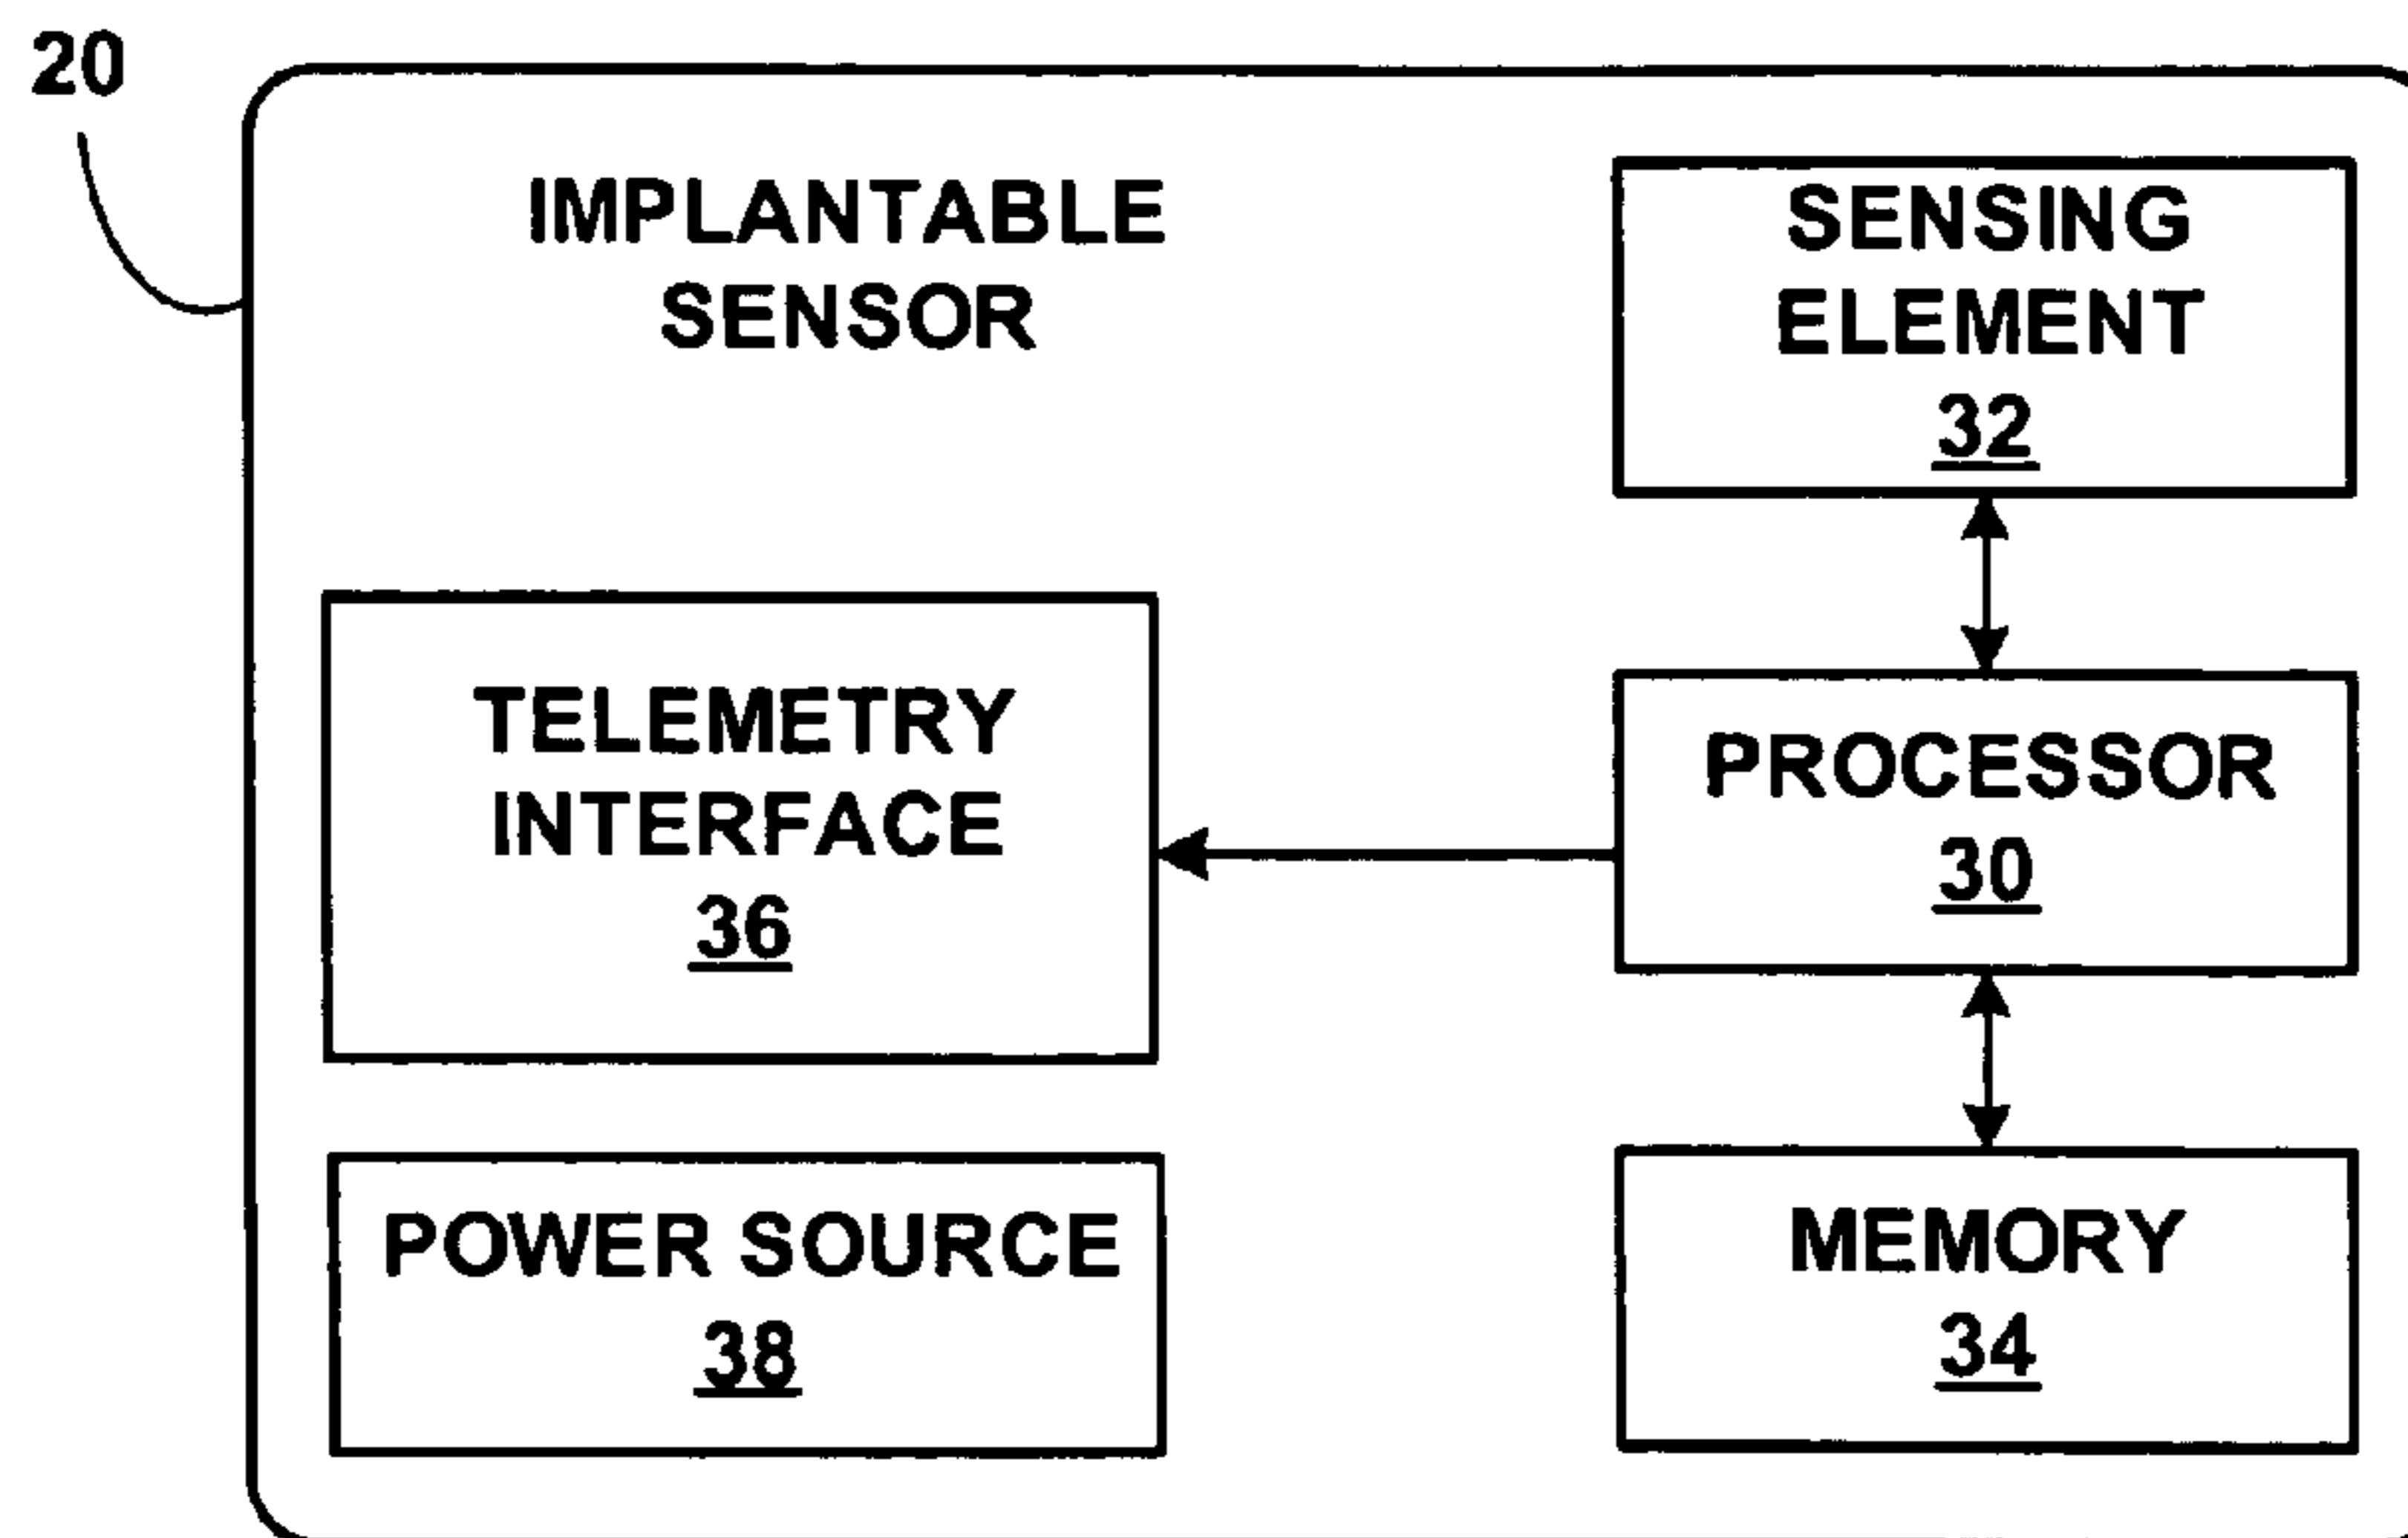 20
IMPLANTABLE
SENSOR
SENSING
ELEMENT
32
TELEMETRY
INTERFACE
36
PROCESSOR
30
POWER SOURCE
38
MEMORY
34